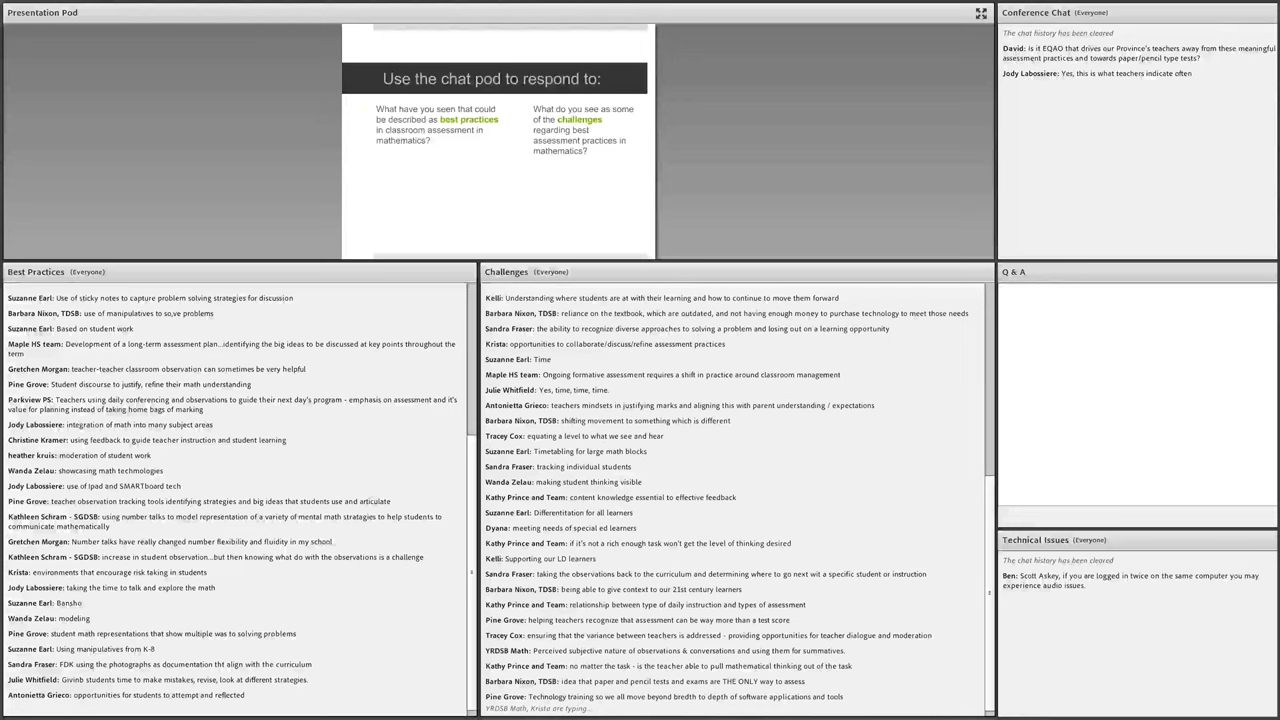 Presentation Pod
Use the chat pod to respond to:
What have you seen that could
be described as best practices
in classroom assessment in
mathematics?
What do you see as some
of the challenges
regarding best
assessment practices in
mathematics?
Conference Chat (Everyone)
The chat history has been cleared
David: Is it EQAO that drives our Province's teachers away from these meaningful
assessment practices and towards paper/pencil type tests?
Jody Labossiere: Yes, this is what teachers indicate often
Best Practices (Everyone)
Suzanne Earl: Use of sticky notes to capture problem solving strategies for discussion
Barbara Nixon, TDSB: use of manipulatives to so,ve problems
Suzanne Earl: Based on student work
Maple HS team: Development of a long-term assessment plan...identifying the big ideas to be discussed at key points throughout the
term
Gretchen Morgan: teacher-teacher classroom observation can sometimes be very helpful
Pine Grove: Student discourse to justify, refine their math understanding
Parkview PS: Teachers using daily conferencing and observations to guide their next day's program - emphasis on assessment and it's
value for planning instead of taking home bags of marking
Jody Labossiere: integration of math into many subject areas
Christine Kramer: using feedback to guide teacher instruction and student learning
heather kruis: moderation of student work
Wanda Zelau: showcasing math technologies
Jody Labossiere: use of Ipad and SMARTboard tech
Pine Grove: teacher observation tracking tools identifying strategies and big ideas that students use and articulate
Kathleen Schram - SGDSB: using number talks to model representation of a variety of mental math strategies to help students to
communicate mathematically
Gretchen Morgan: Number talks have really changed number flexibility and fluidity in my school
Kathleen Schram - SGDSB: increase in student observation...but then knowing what do with the observations is a challenge
Krista: environments that encourage risk taking in students
Jody Labossiere: taking the time to talk and explore the math
Suzanne Earl: Bansho
Wanda Zelau: modeling
Pine Grove: student math representations that show multiple was to solving problems
Suzanne Earl: Using manipulatives from K-8
Sandra Fraser: FDK using the photographs as documentation tht align with the curriculum
Julie Whitfield: Givinb students time to make mistakes, revise, look at different strategies.
Antonietta Grieco: opportunities for students to attempt and reflected
Challenges (Everyone)
Kelli: Understanding where students are at with their learning and how to continue to move them forward
Barbara Nixon, TDSB: reliance on the textbook, which are outdated, and not having enough money to purchase technology to meet those needs
Sandra Fraser: the ability to recognize diverse approaches to solving a problem and losing out on a learning opportunity
Krista: opportunities to collaborate/discuss/refine assessment practices
Suzanne Earl: Time
Maple HS team: Ongoing formative assessment requires a shift in practice around classroom management
Julie Whitfield: Yes, time, time, time.
Antonietta Grieco: teachers mindsets in justifying marks and aligning this with parent understanding / expectations
Barbara Nixon, TDSB: shifting movement to something which is different
Tracey Cox: equating a level to what we see and hear
Suzanne Earl: Timetabling for large math blocks
Sandra Fraser: tracking individual students
Wanda Zelau: making student thinking visible
Kathy Prince and Team: content knowledge essential to effective feedback
Suzanne Earl: Differentitation for all learners
Dyana: meeting needs of special ed learners
Kathy Prince and Team: if it's not a rich enough task won't get the level of thinking desired
Kelli: Supporting our LD learners
Sandra Fraser: taking the observations back to the curriculum and determining where to go next wit a specific student or instruction
Barbara Nixon, TDSB: being able to give context to our 21st century learners
Kathy Prince and Team: relationship between type of daily instruction and types of assessment
Pine Grove: helping teachers recognize that assessment can be way more than a test score
Tracey Cox: ensuring that the variance between teachers is addressed - providing opportunities for teacher dialogue and moderation
YRDSB Math: Perceived subjective nature of observations & conversations and using them for summatives.
Kathy Prince and Team: no matter the task - is the teacher able to pull mathematical thinking out of the task
Barbara Nixon, TDSB: idea that paper and pencil tests and exams are THE ONLY way to assess
Pine Grove: Technology training so we all move beyond bredth to depth of software applications and tools
YRDSB Math, Krista are typing...
Q & A
Technical Issues (Everyone)
The chat history has been cleared
Ben: Scott Askey, if you are logged in twice on the same computer you may
experience audio issues.